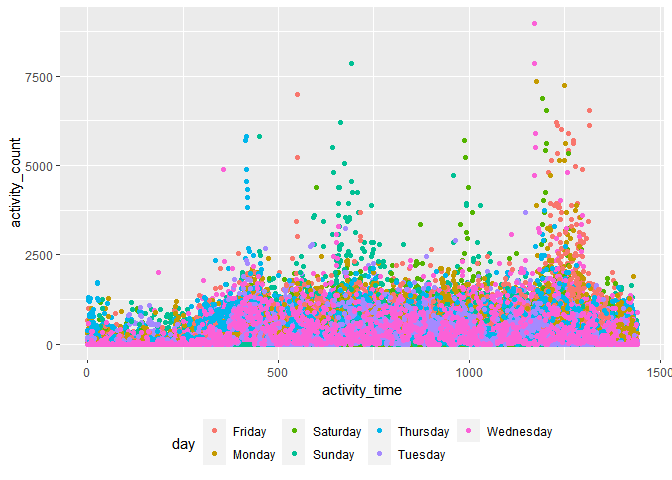 7500
5000
2500
0
activity_count
0 500 1000 1500
activity_time
day
Friday Saturday Thursday Wednesday
Monday Sunday Tuesday